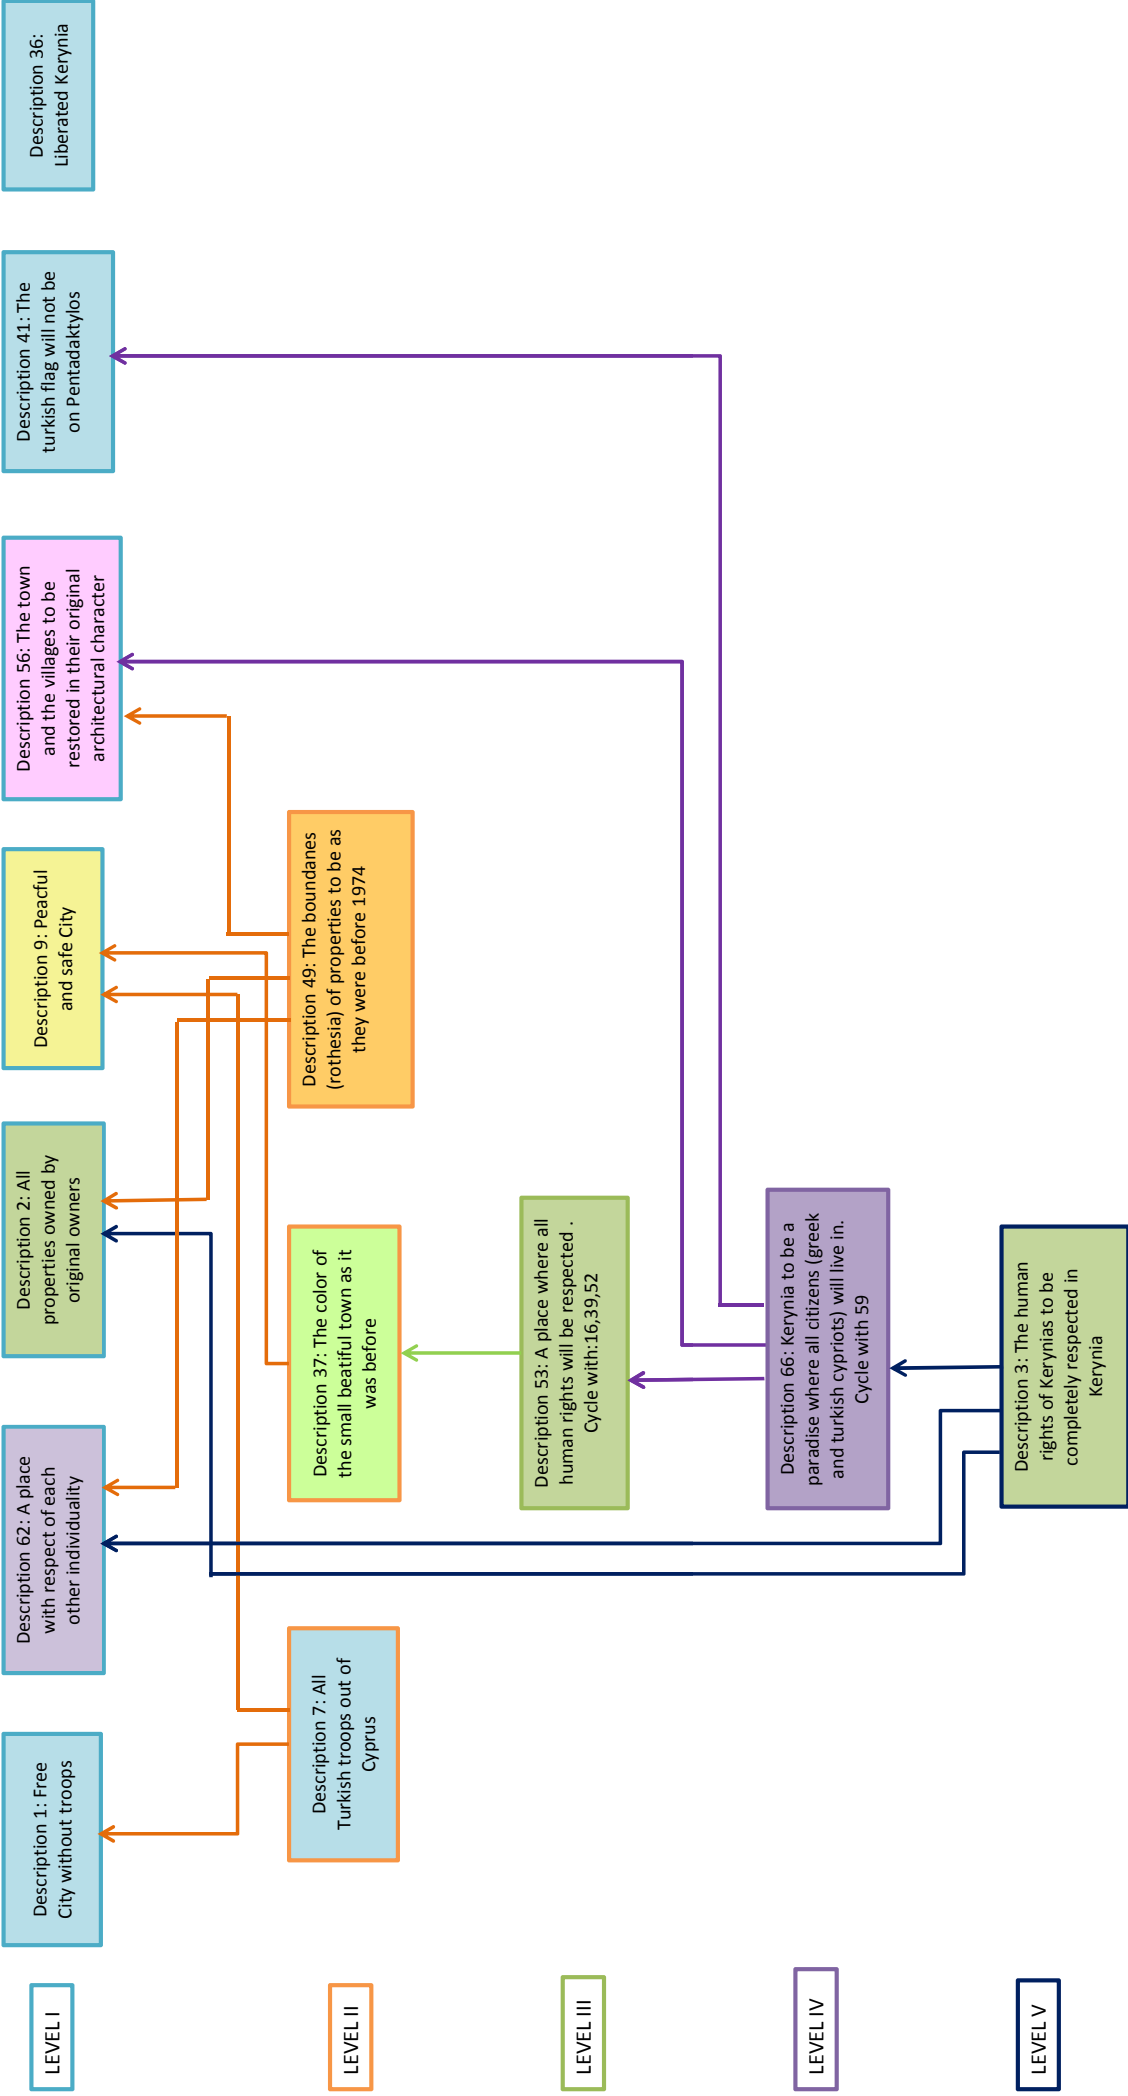 LEVEL I
Description 1: Free
City without troops
Description 62: A place
with respect of each
other individuality
Description 2: All
properties owned by
original owners
Description 9: Peacful
and safe City
Description 56: The town
and the villages to be
restored in their original
architectural character
Description 41: The
turkish flag will not be
on Pentadaktylos
Description 36:
Liberated Kerynia
LEVEL II
Description 7: All
Turkish troops out of
Cyprus
Description 37: The color of
the small beatiful town as it
was before
Description 49: The boundanes
(rothesia) of properties to be as
they were before 1974
LEVEL III
Description 53: A place where all
human rights will be respected .
Cycle with:16,39,52
LEVEL IV
Description 66: Kerynia to be a
paradise where all citizens (greek
and turkish cypriots) will live in.
Cycle with 59
LEVEL V
Description 3: The human
rights of Kerynias to be
completely respected in
Kerynia